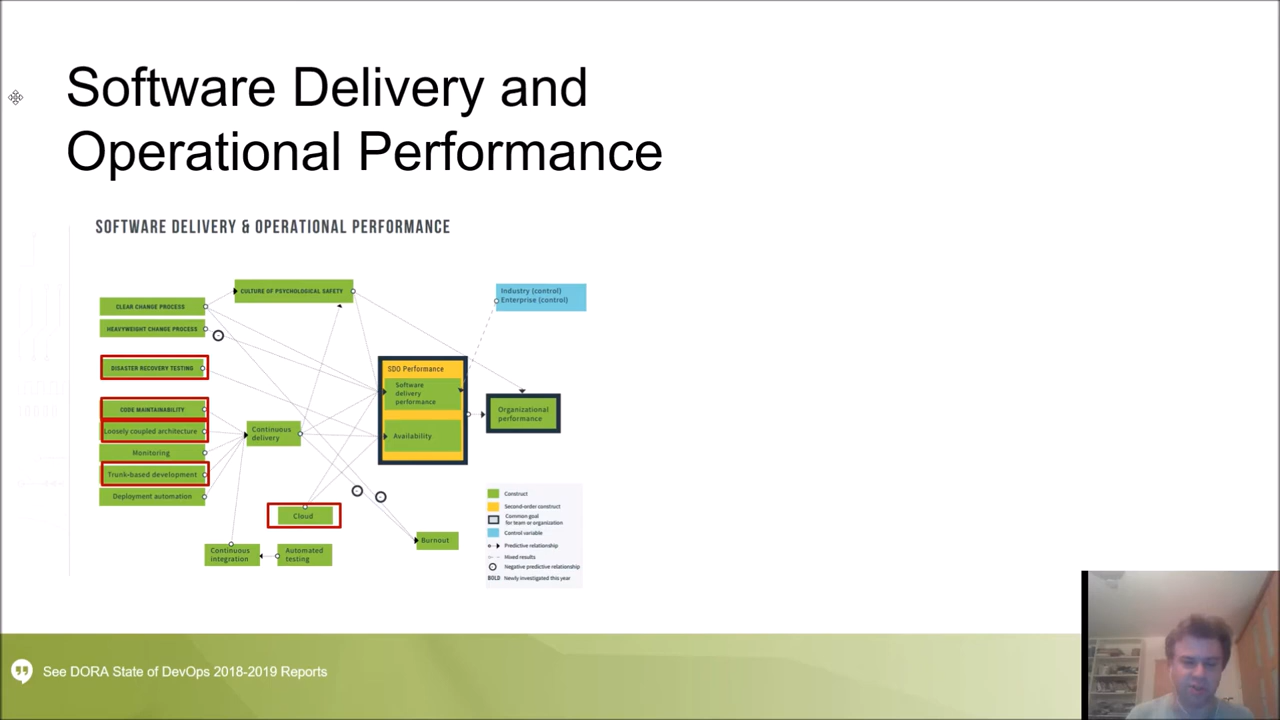 Software Delivery and
Operational Performance
SOFTWARE DELIVERY & OPERATIONAL PERFORMANCE
CULTURE OF PSYCHOLOGICAL SAFETY
Industry (control)
Enterprise (control)
CLEAR CHANGE PROCESS
HEAVYWEIGHT CHANGE PROCESS
DISASTER RECOVERY TESTING
SDO Performance
Software
delivery
performance
Availability
Organizational
performance
CODE MAINTAINABILITY
Loosely coupled architecture
Monitoring
Trunk-based development
Deployment automation
Continuous
delivery
Cloud
Continuous
integration
Automated
testing
Burnout
Construct
Second-order construct
Common goal
for team or organization
Control variable
Predictive relationship
Mixed results
Negative predictive relationship
BOLD Newly investigated this year
See DORA State of DevOps 2018-2019 Reports